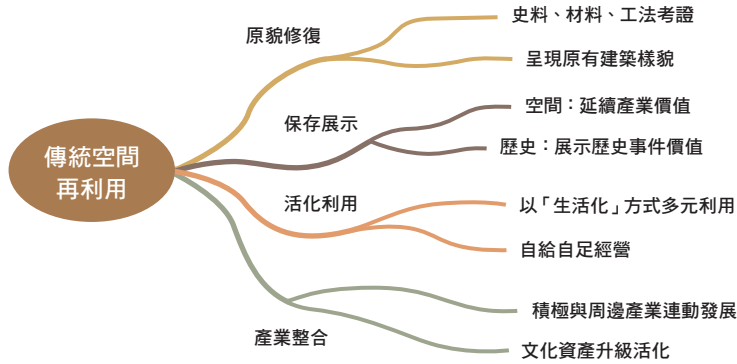 傳統空間
再利用
原貌修復
史料、材料、工法考證
呈現原有建築樣貌
保存展示
空間：延續產業價值
歷史：展示歷史事件價值
活化利用
以「生活化」方式多元利用
自給自足經營
產業整合
積極與周邊產業連動發展
文化資產升級活化